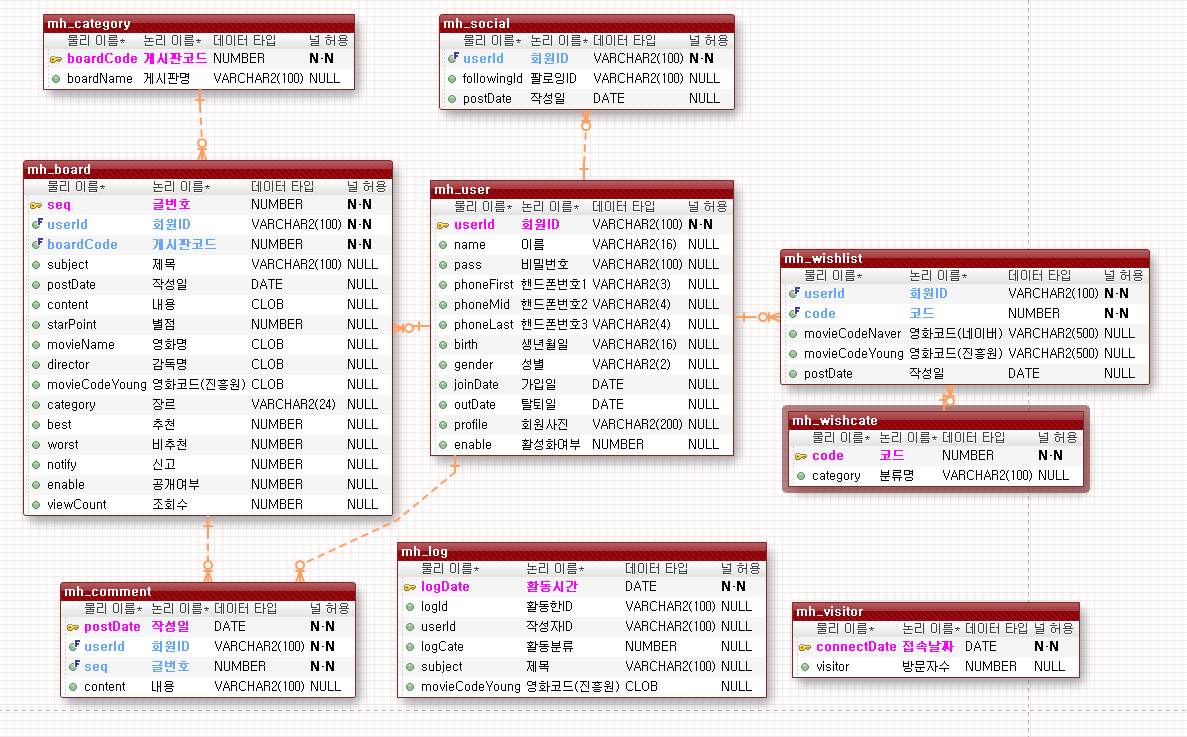 mh_category
물리 이름* 논리 이름* 데이터 타입 널 허용
boardCode 게시판코드 NUMBER N-N
boardName 게시판명 VARCHAR2(100) NULL
mh_social
물리 이름* 논리 이름* 데이터 타입 널 허용
userId 회원ID VARCHAR2(100) N-N
followingId 팔로잉ID VARCHAR2(100) NULL
postDate 작성일 DATE NULL
mh_board
물리 이름* 논리 이름* 데이터 타입 널 허용
seq 글번호 NUMBER N-N
userId 회원ID VARCHAR2(100) N-N
boardCode 게시판코드 NUMBER N-N
subject 제목 VARCHAR2(100) NULL
postDate 작성일 DATE NULL
content 내용 CLOB NULL
starPoint 별점 NUMBER NULL
movieName 영화명 CLOB NULL
director 감독명 CLOB NULL
movieCodeYoung 영화코드(진흥원) CLOB NULL
category 장르 VARCHAR2(24) NULL
best 추천 NUMBER NULL
worst 비추천 NUMBER NULL
notify 신고 NUMBER NULL
enable 공개여부 NUMBER NULL
viewCount 조회수 NUMBER NULL
mh_user
물리 이름* 논리 이름* 데이터 타입 널 허용
userId 회원ID VARCHAR2(100) N-N
name 이름 VARCHAR2(16) NULL
pass 비밀번호 VARCHAR2(100) NULL
phoneFirst 핸드폰번호1 VARCHAR2(3) NULL
phoneMid 핸드폰번호2 VARCHAR2(4) NULL
phoneLast 핸드폰번호3 VARCHAR2(4) NULL
birth 생년월일 VARCHAR2(16) NULL
gender 성별 VARCHAR2(2) NULL
joinDate 가입일 DATE NULL
outDate 탈퇴일 DATE NULL
profile 회원사진 VARCHAR2(200) NULL
enable 활성화여부 NUMBER NULL
mh_wishlist
물리 이름* 논리 이름* 데이터 타입 널 허용
userId 회원ID VARCHAR2(100) N-N
code 코드 NUMBER N-N
movieCodeNaver 영화코드(네이버) VARCHAR2(500) NULL
movieCodeYoung 영화코드(진흥원) VARCHAR2(500) NULL
postDate 작성일 DATE NULL
mh_wishcate
물리 이름* 논리 이름* 데이터 타입 널 허용
code 코드 NUMBER N-N
category 분류명 VARCHAR2(100) NULL
mh_comment
물리 이름* 논리 이름* 데이터 타입 널 허용
postDate 작성일 DATE N-N
userId 회원ID VARCHAR2(100) N-N
seq 글번호 NUMBER N-N
content 내용 VARCHAR2(100) NULL
mh_log
물리 이름* 논리 이름* 데이터 타입 널 허용
logDate 활동시간 DATE N-N
logId 활동한ID VARCHAR2(100) NULL
userId 작성자ID VARCHAR2(100) NULL
logCate 활동분류 NUMBER NULL
subject 제목 VARCHAR2(100) NULL
movieCodeYoung 영화코드(진흥원) CLOB NULL
mh_visitor
물리 이름* 논리 이름* 데이터 타입 널 허용
connectDate 접속날짜 DATE N-N
visitor 방문자수 NUMBER NULL